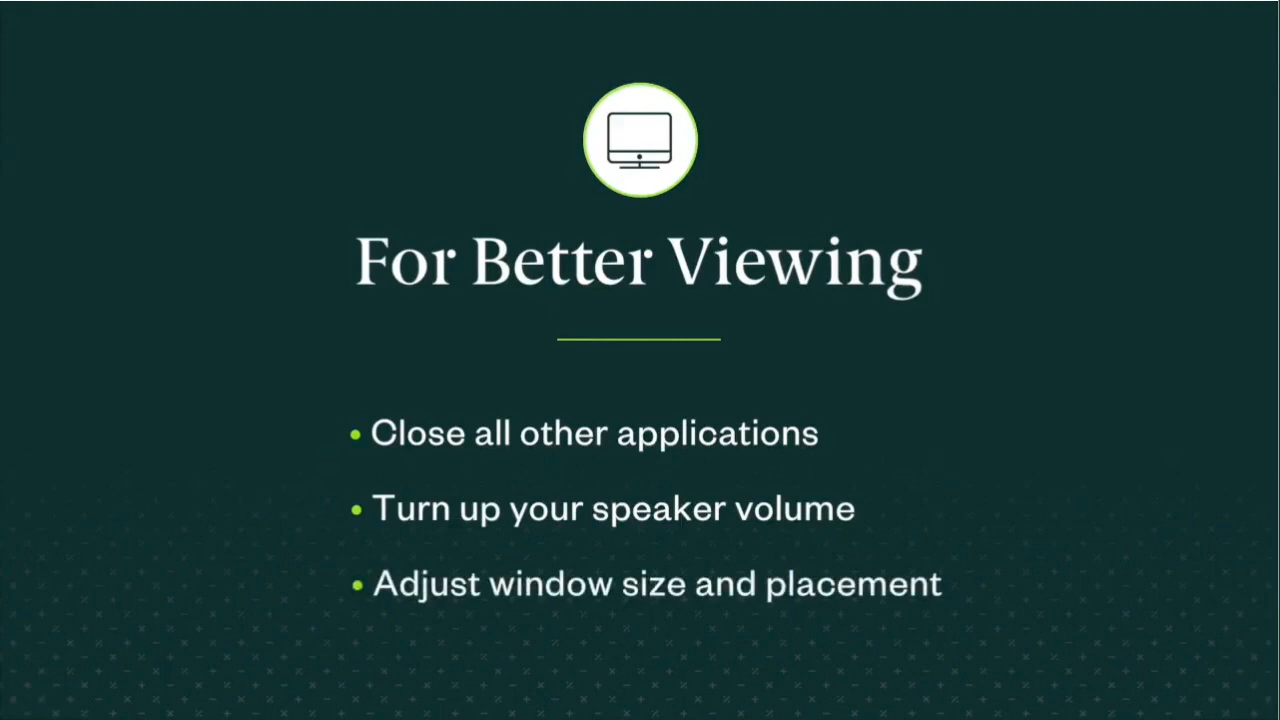 For Better Viewing
• Close all other applications
• Turn up your speaker volume
• Adjust window size and placement